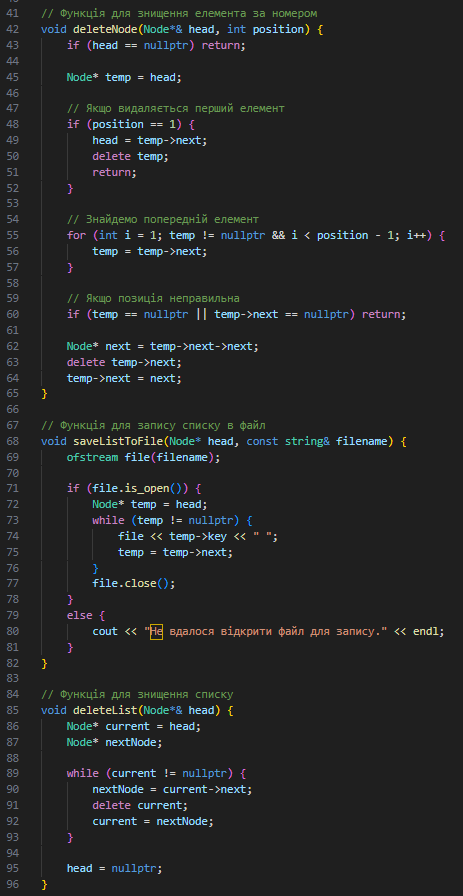 41 // Функція для знищення елемента за номером
42 void deleteNode(Node*& head, int position) {
43     if (head == nullptr) return;
44
45     Node* temp = head;
46
47     // Якщо видаляється перший елемент
48     if (position == 1) {
49         head = temp->next;
50         delete temp;
51         return;
52     }
53
54     // Знайдемо попередній елемент
55     for (int i = 1; temp != nullptr && i < position - 1; i++) {
56         temp = temp->next;
57     }
58
59     // Якщо позиція неправильна
60     if (temp == nullptr || temp->next == nullptr) return;
61
62     Node* next = temp->next->next;
63     delete temp->next;
64     temp->next = next;
65 }
66
67 // Функція для запису списку в файл
68 void saveListToFile(Node* head, const string& filename) {
69     ofstream file(filename);
70
71     if (file.is_open()) {
72         Node* temp = head;
73         while (temp != nullptr) {
74             file << temp->key << " ";
75             temp = temp->next;
76         }
77         file.close();
78     }
79     else {
80         cout << "Не вдалося відкрити файл для запису." << endl;
81     }
82 }
83
84 // Функція для знищення списку
85 void deleteList(Node*& head) {
86     Node* current = head;
87     Node* nextNode;
88
89     while (current != nullptr) {
90         nextNode = current->next;
91         delete current;
92         current = nextNode;
93     }
94
95     head = nullptr;
96 }